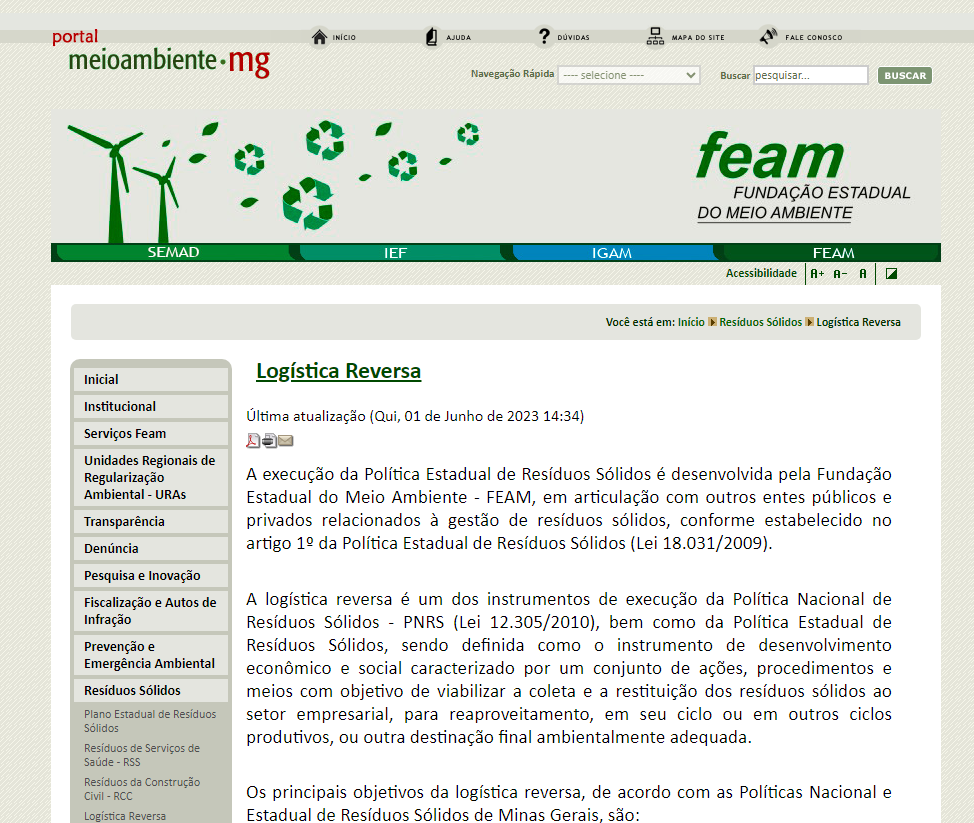 portal
meioambiente·mg
INÍCIO
AJUDA
DÚVIDAS
MAPA DO SITE
FALE CONOSCO
Navegação Rápida
---- selecione ----
Buscar
pesquisar...
BUSCAR
feam
FUNDAÇÃO ESTADUAL
DO MEIO AMBIENTE
SEMAD
IEF
IGAM
FEAM
Acessibilidade
A+
A-
A
Você está em: Início Resíduos Sólidos Logística Reversa
Inicial
Institucional
Serviços Feam
Unidades Regionais de
Regularização
Ambiental - URAs
Transparência
Denúncia
Pesquisa e Inovação
Fiscalização e Autos de
Infração
Prevenção e
Emergência Ambiental
Resíduos Sólidos
Plano Estadual de Resíduos
Sólidos
Resíduos de Serviços de
Saúde - RSS
Resíduos da Construção
Civil - RCC
Logística Reversa
Logística Reversa
Última atualização (Qui, 01 de Junho de 2023 14:34)
A execução da Política Estadual de Resíduos Sólidos é desenvolvida pela Fundação
Estadual do Meio Ambiente - FEAM, em articulação com outros entes públicos e
privados relacionados à gestão de resíduos sólidos, conforme estabelecido no
artigo 1º da Política Estadual de Resíduos Sólidos (Lei 18.031/2009).
A logística reversa é um dos instrumentos de execução da Política Nacional de
Resíduos Sólidos - PNRS (Lei 12.305/2010), bem como da Política Estadual de
Resíduos Sólidos, sendo definida como o instrumento de desenvolvimento
econômico e social caracterizado por um conjunto de ações, procedimentos e
meios com objetivo de viabilizar a coleta e a restituição dos resíduos sólidos ao
setor empresarial, para reaproveitamento, em seu ciclo ou em outros ciclos
produtivos, ou outra destinação final ambientalmente adequada.
Os principais objetivos da logística reversa, de acordo com as Políticas Nacional e
Estadual de Resíduos Sólidos de Minas Gerais, são: